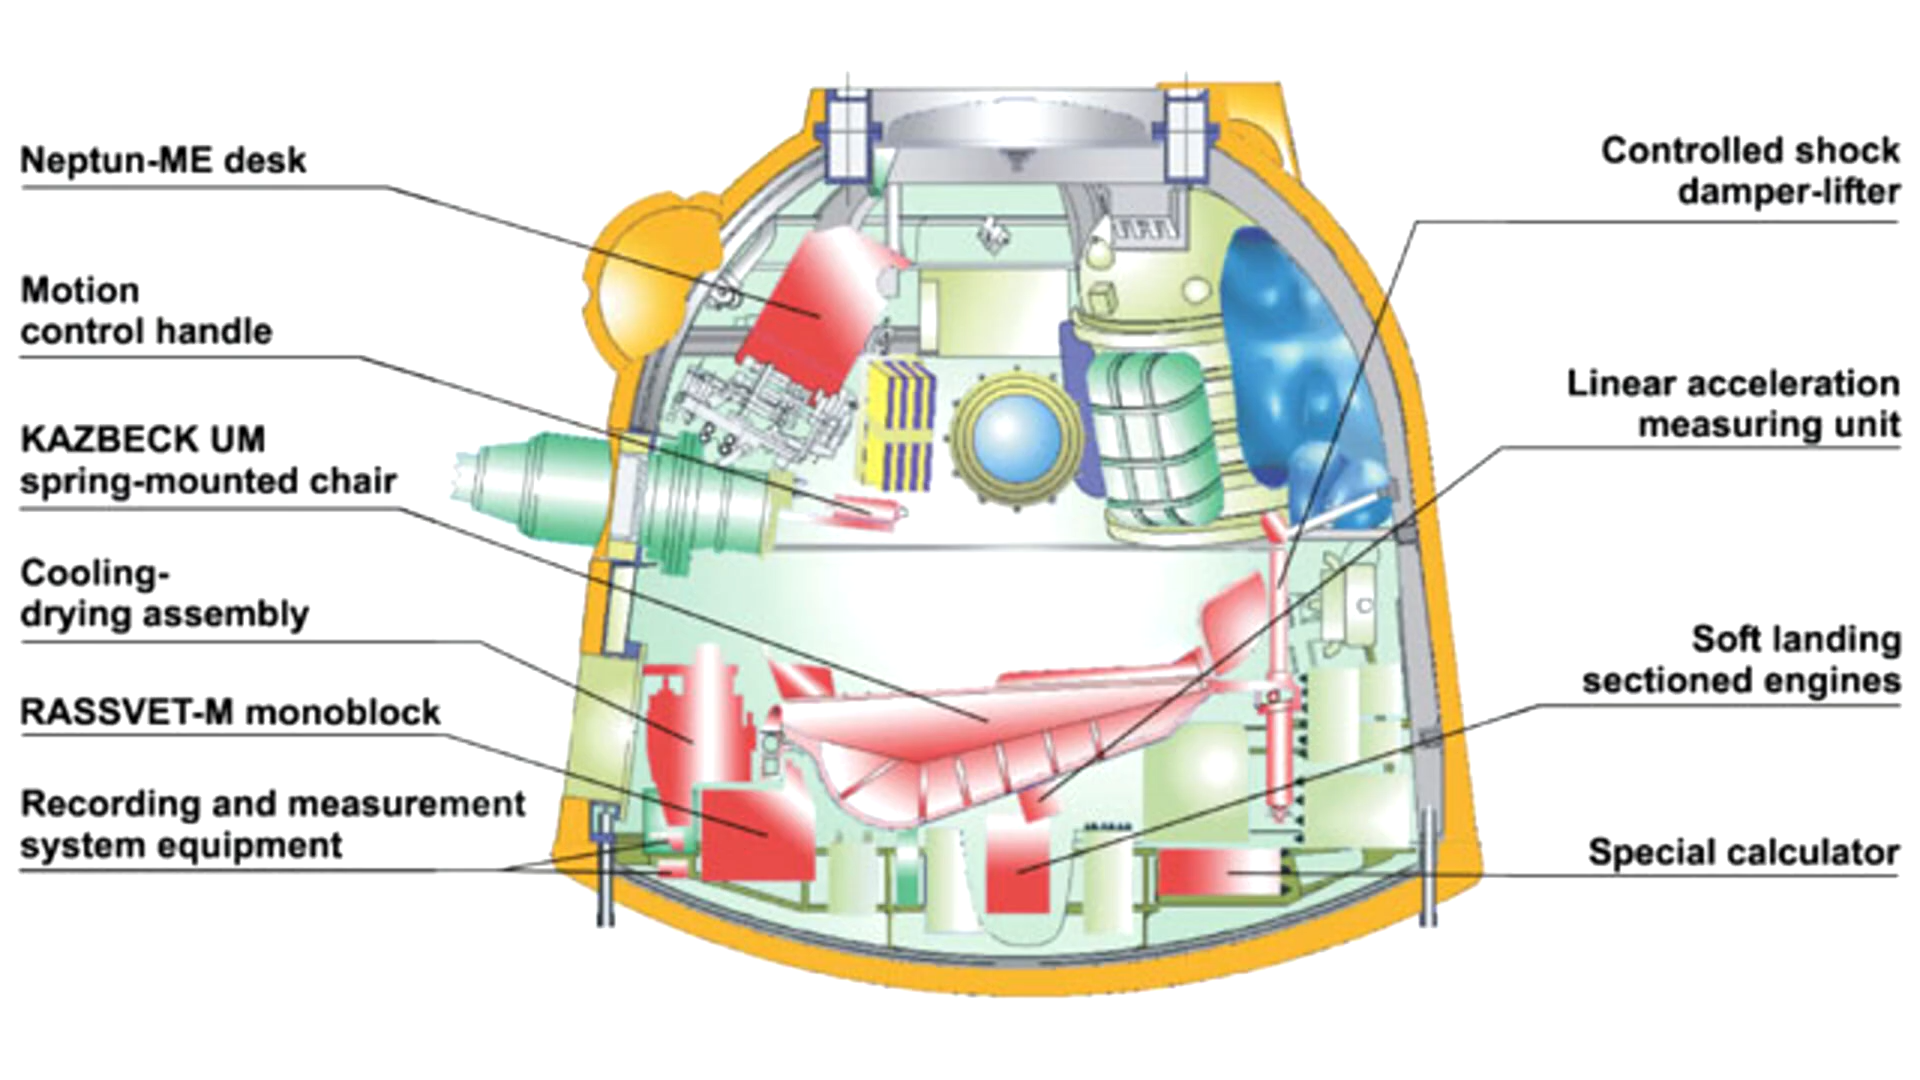 Neptun-ME desk
Motion
control handle
KAZBECK UM
spring-mounted chair
Cooling-
drying assembly
RASSVET-M monoblock
Recording and measurement
system equipment
Controlled shock
damper-lifter
Linear acceleration
measuring unit
Soft landing
sectioned engines
Special calculator